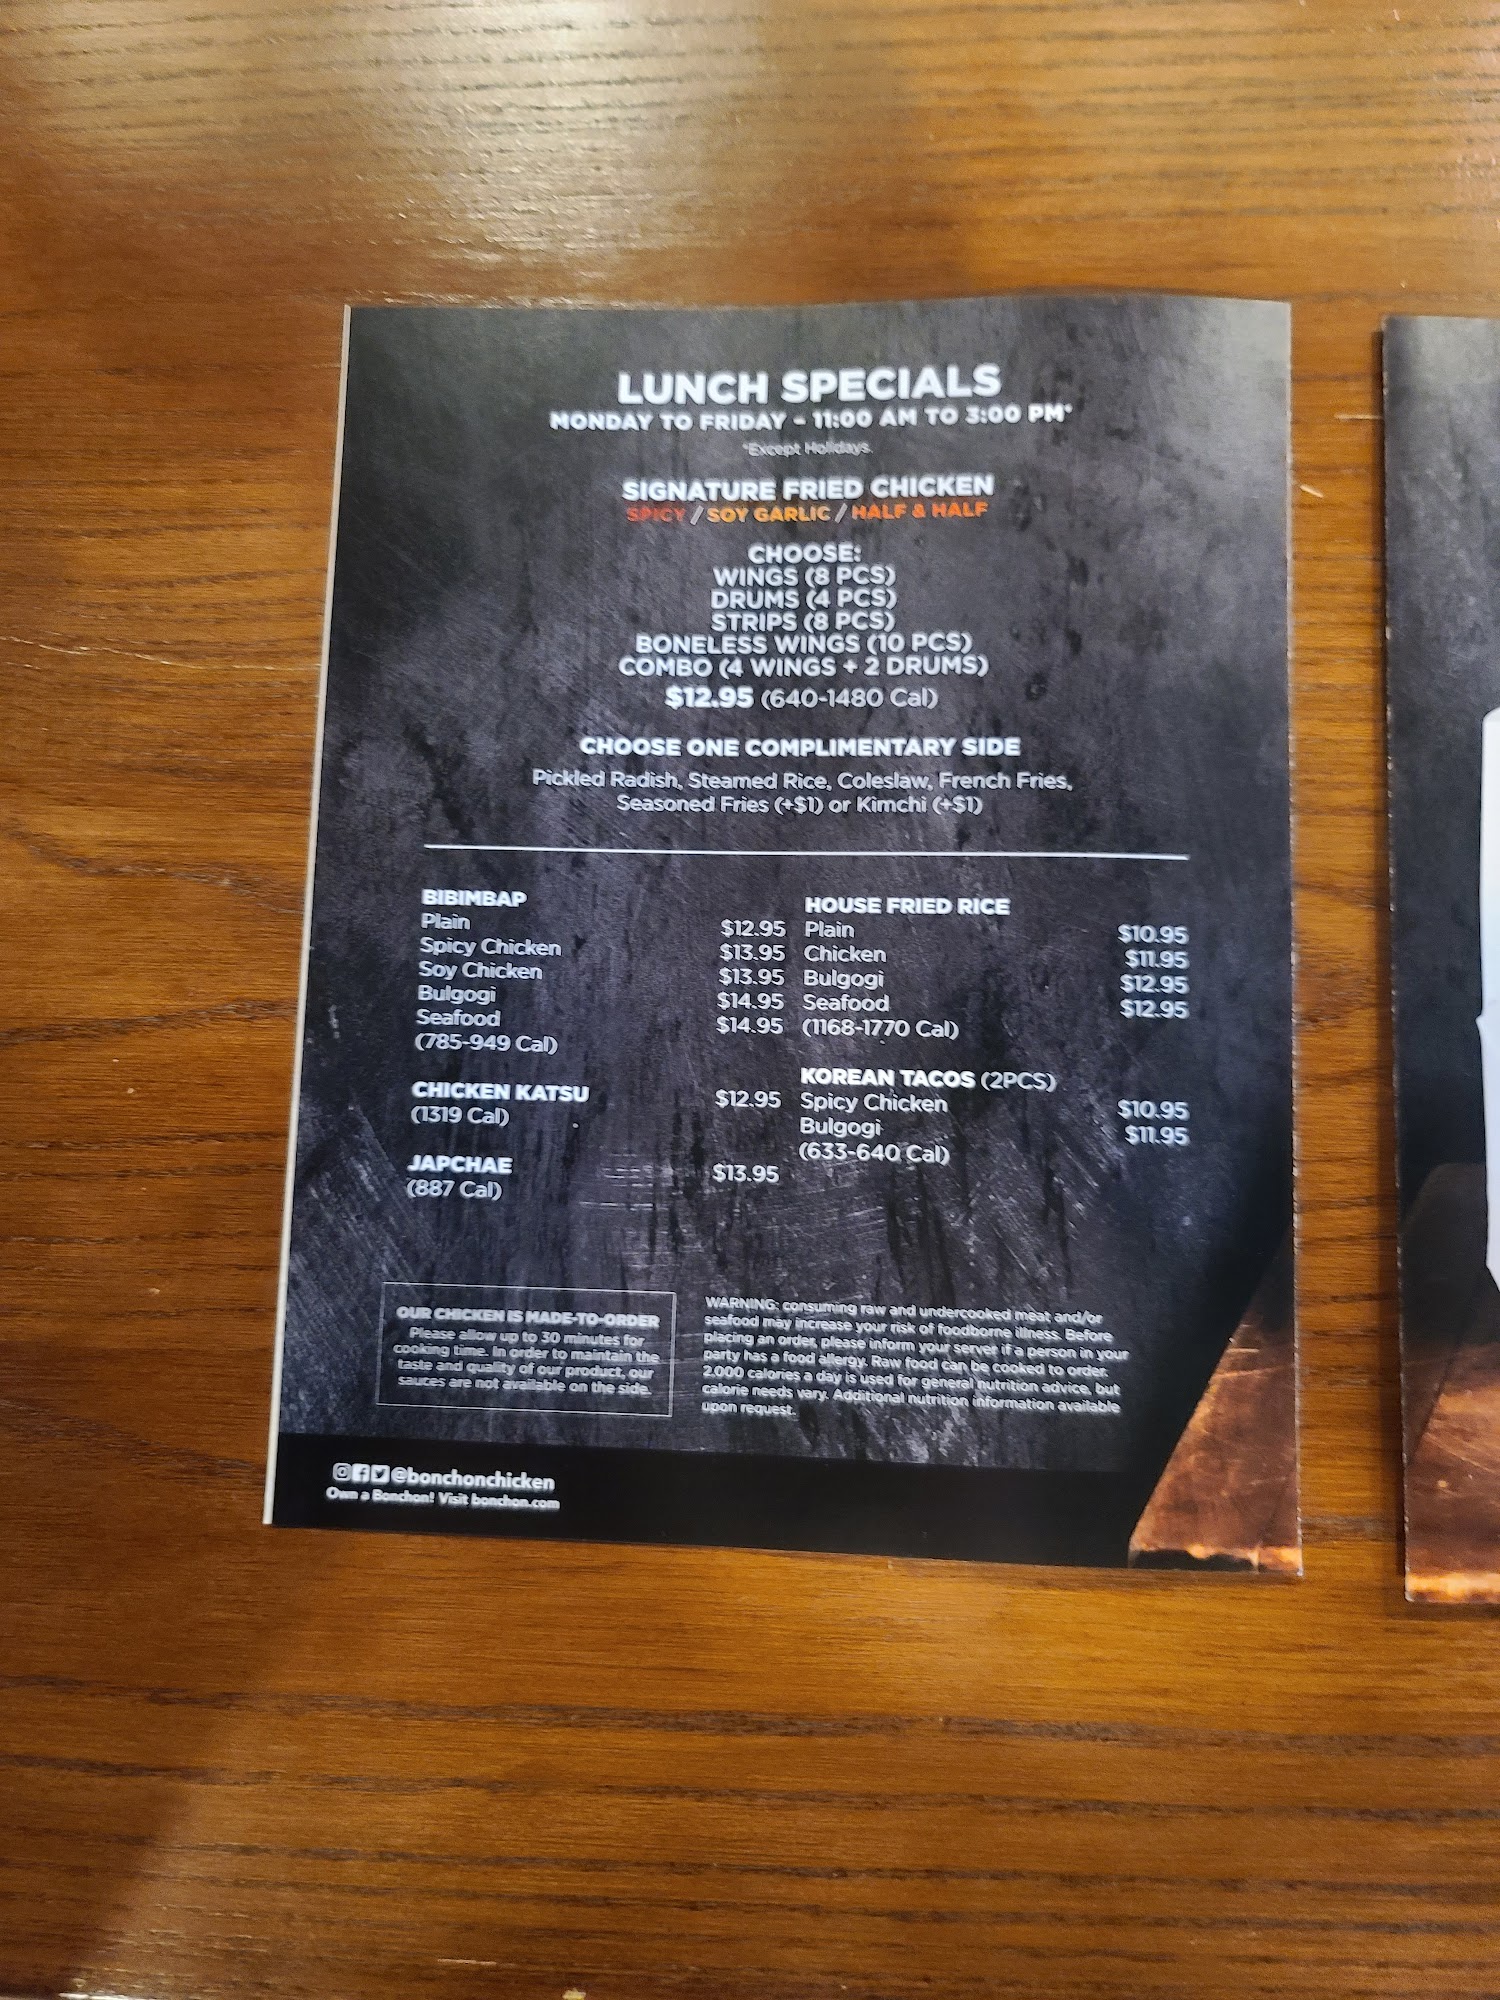 LUNCH SPECIALS
MONDAY TO FRIDAY - 11:00 AM TO 3:00 PM*
*Except Holidays.
SIGNATURE FRIED CHICKEN
SPICY / SOY GARLIC / HALF & HALF
CHOOSE:
WINGS (8 PCS)
DRUMS (4 PCS)
STRIPS (8 PCS)
BONELESS WINGS (10 PCS)
COMBO (4 WINGS + 2 DRUMS)
$12.95 (640-1480 Cal)
CHOOSE ONE COMPLIMENTARY SIDE
Pickled Radish, Steamed Rice, Coleslaw, French Fries,
Seasoned Fries (+$1) or Kimchi (+$1)
BIBIMBAP
Plain $12.95
Spicy Chicken $13.95
Soy Chicken $13.95
Bulgogi $14.95
Seafood $14.95
(785-949 Cal)
CHICKEN KATSU $12.95
(1319 Cal)
JAPCHAE $13.95
(887 Cal)
HOUSE FRIED RICE
Plain $10.95
Chicken $11.95
Bulgogi $12.95
Seafood $12.95
(1168-1770 Cal)
KOREAN TACOS (2PCS)
Spicy Chicken $10.95
Bulgogi $11.95
(633-640 Cal)
OUR CHICKEN IS MADE-TO-ORDER
Please allow up to 30 minutes for
cooking time. In order to maintain the
taste and quality of our product, our
sauces are not available on the side.
WARNING: consuming raw and undercooked meat and/or
seafood may increase your risk of foodborne illness. Before
placing an order, please inform your server if a person in your
party has a food allergy. Raw food can be cooked to order.
2,000 calories a day is used for general nutrition advice, but
calorie needs vary. Additional nutrition information available
upon request.
@bonchonchicken
Own a Bonchon! Visit bonchon.com